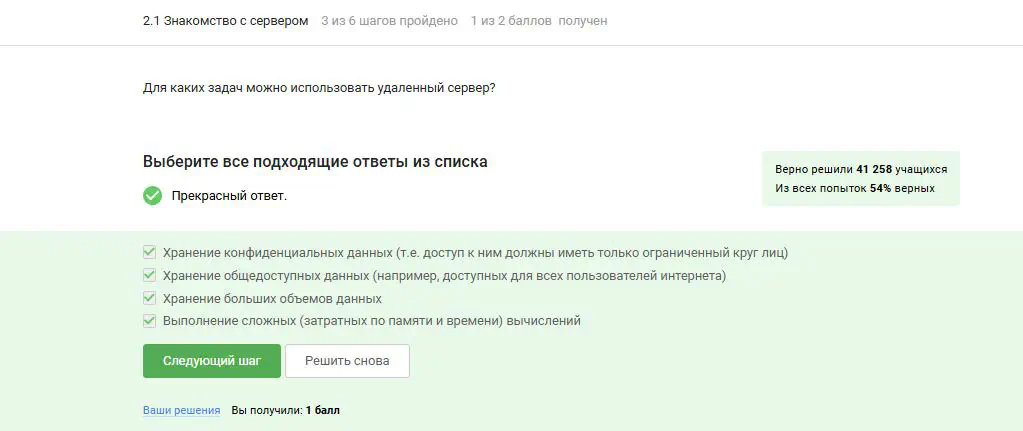 2.1 Знакомство с сервером 3 из 6 шагов пройдено 1 из 2 баллов получен
Для каких задач можно использовать удаленный сервер?
Выберите все подходящие ответы из списка
Верно решили 41 258 учащихся
Из всех попыток 54% верных
Прекрасный ответ.
Хранение конфиденциальных данных (т.е. доступ к ним должны иметь только ограниченный круг лиц)
Хранение общедоступных данных (например, доступных для всех пользователей интернета)
Хранение больших объемов данных
Выполнение сложных (затратных по памяти и времени) вычислений
Следующий шаг Решить снова
Ваши решения Вы получили: 1 балл